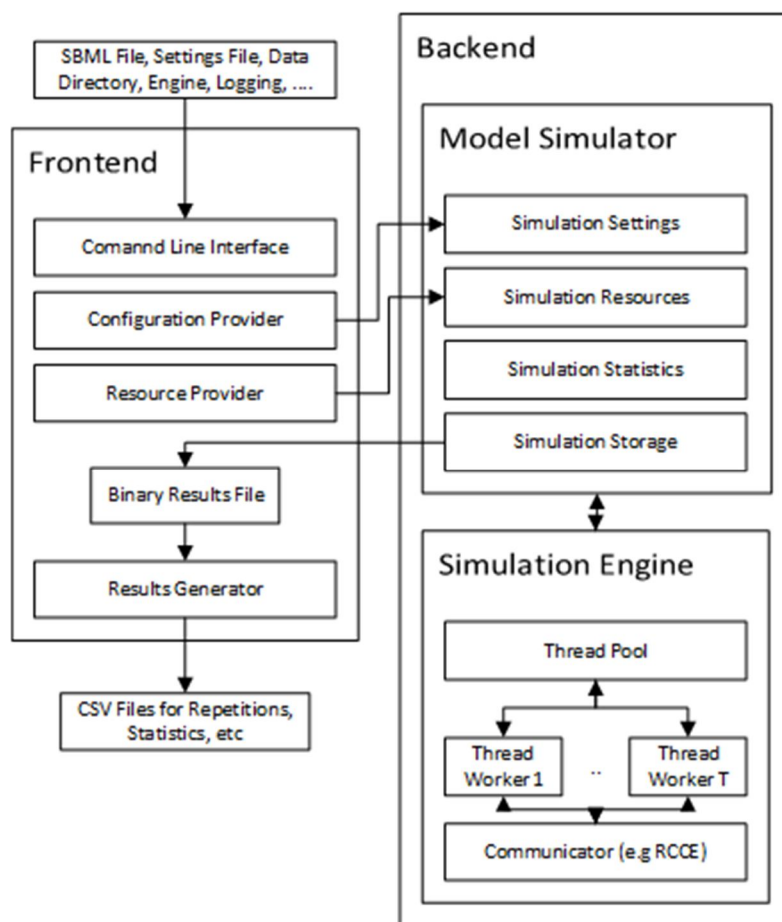 SBML File, Settings File, Data
Directory, Engine, Logging, ....
Frontend
Comannd Line Interface
Configuration Provider
Resource Provider
Binary Results File
Results Generator
CSV Files for Repetitions,
Statistics, etc
Backend
Model Simulator
Simulation Settings
Simulation Resources
Simulation Statistics
Simulation Storage
Simulation Engine
Thread Pool
Thread
Worker 1
..
Thread
Worker T
Communicator (e.g RCCE)